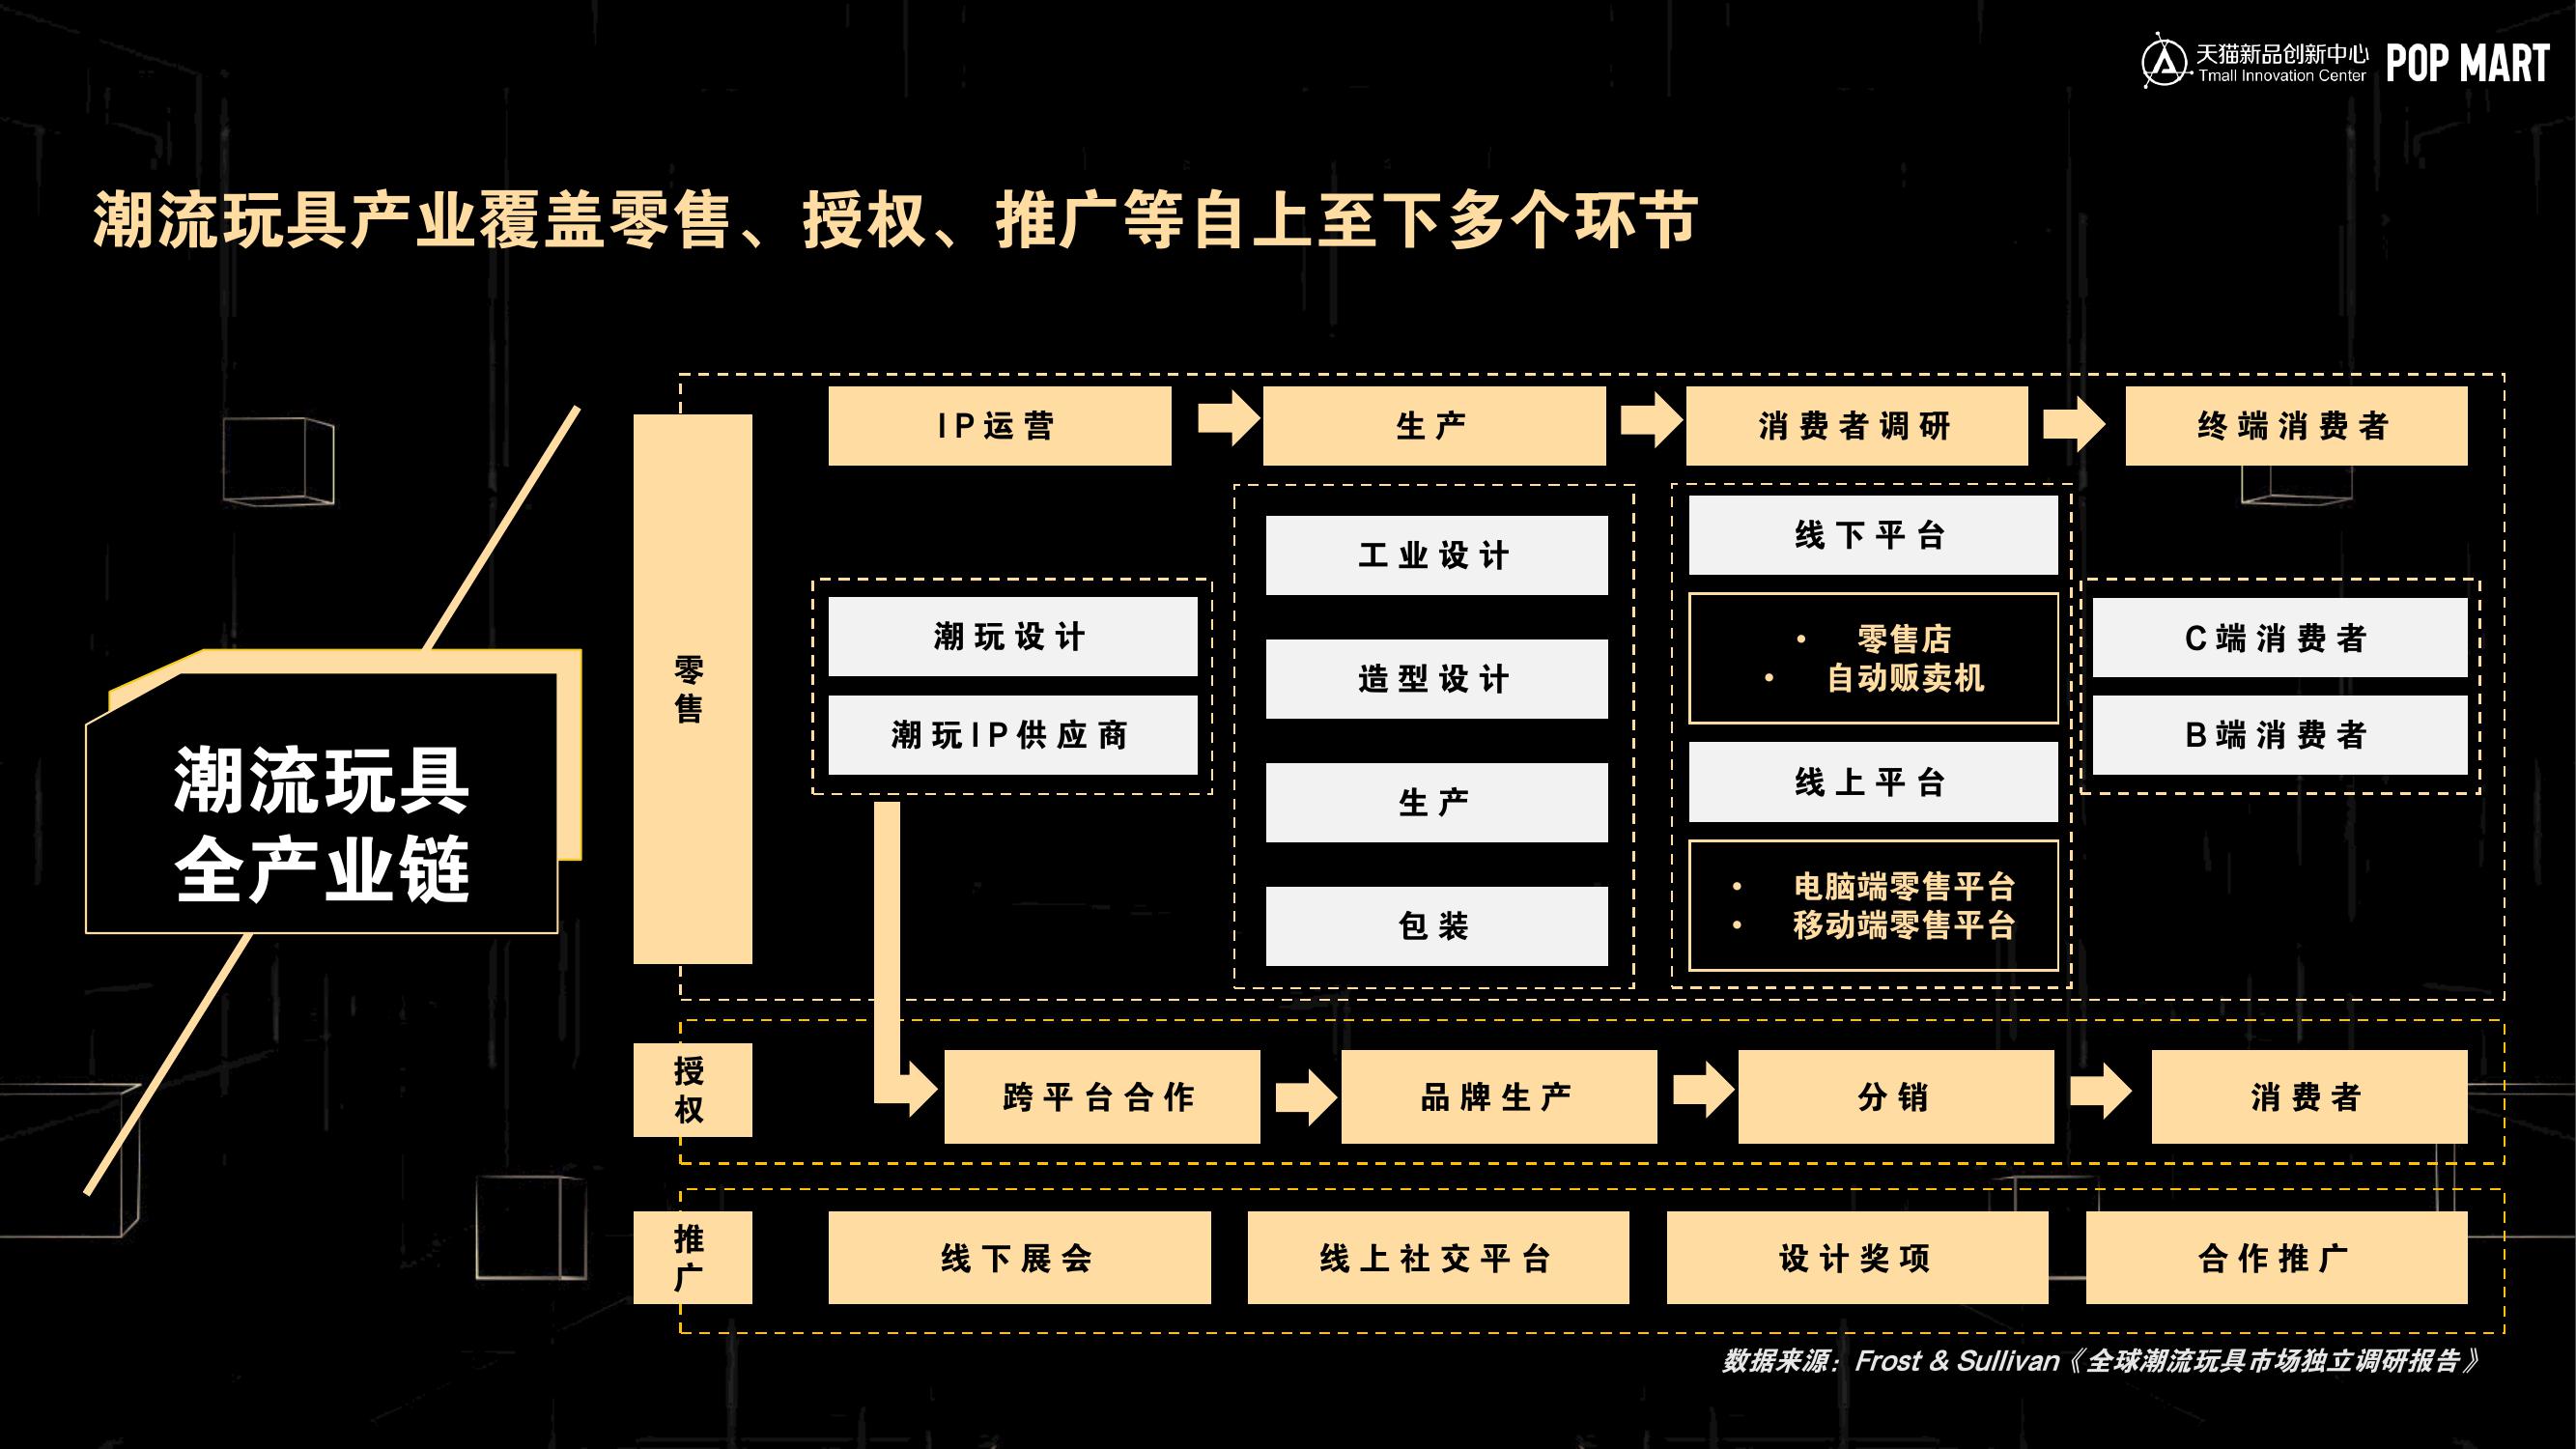 天猫新品创新中心
Tmall Innovation Center
POP MART
潮流玩具产业覆盖零售、授权、推广等自上至下多个环节
潮流玩具
全产业链
零
售
IP运营
生产
消费者调研
终端消费者
潮玩设计
潮玩IP供应商
工业设计
造型设计
生产
包装
线下平台
• 零售店
• 自动贩卖机
线上平台
• 电脑端零售平台
• 移动端零售平台
C端消费者
B端消费者
授
权
跨平台合作
品牌生产
分销
消费者
推
广
线下展会
线上社交平台
设计奖项
合作推广
数据来源：Frost & Sullivan《全球潮流玩具市场独立调研报告》